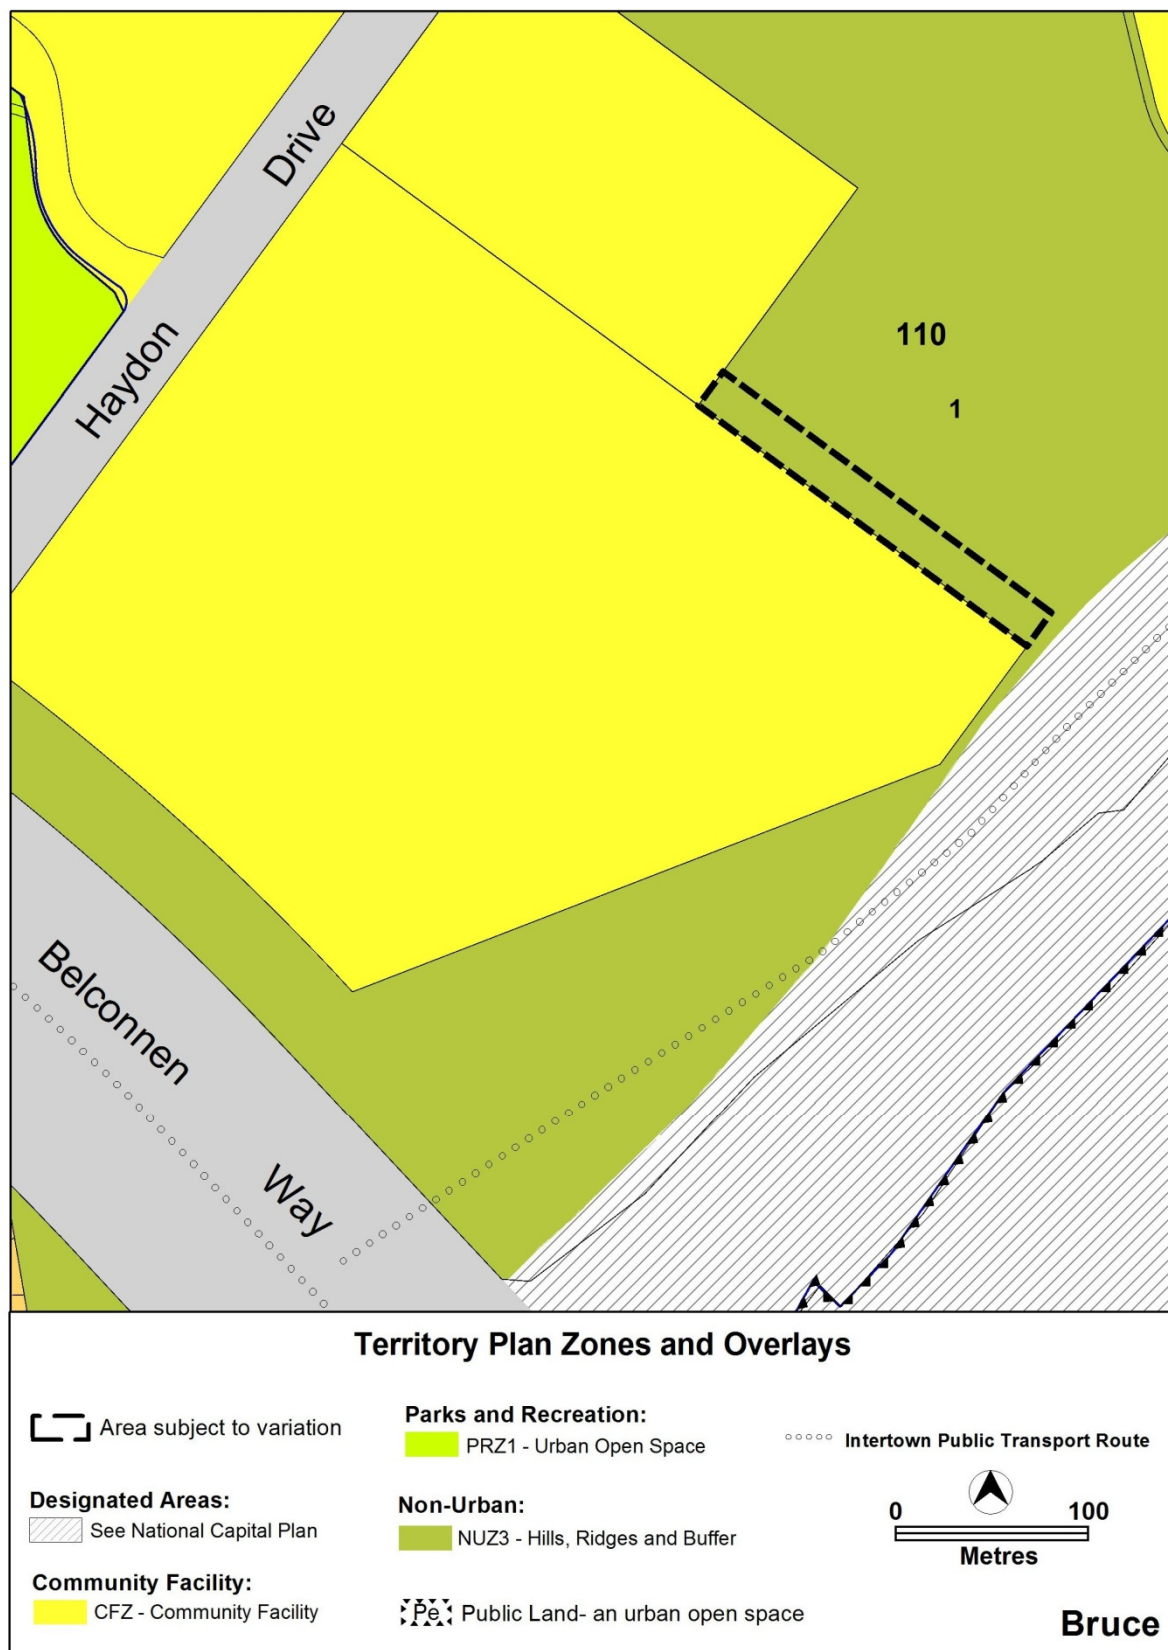 Drive
Haydon
110
1
Belconnen
Way
Territory Plan Zones and Overlays
Area subject to variation
Designated Areas:
See National Capital Plan
Community Facility:
CFZ - Community Facility
Parks and Recreation:
PRZ1 - Urban Open Space
Non-Urban:
NUZ3 - Hills, Ridges and Buffer
Pe Public Land- an urban open space
Intertown Public Transport Route
0 100
Metres
Bruce